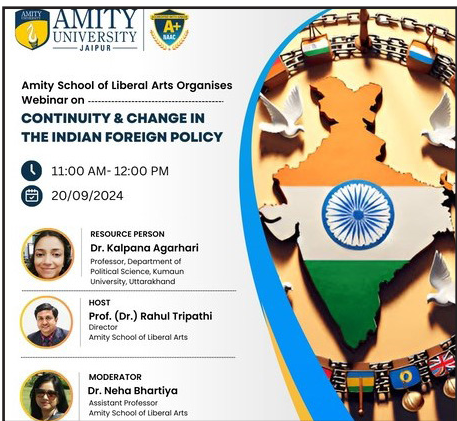 AMITY
UNIVERSITY
JAIPUR
AMITY
UNIVERSITY
A+
NAAC
Amity School of Liberal Arts Organises
Webinar on
CONTINUITY & CHANGE IN
THE INDIAN FOREIGN POLICY
11:00 AM- 12:00 PM
20/09/2024
RESOURCE PERSON
Dr. Kalpana Agarhari
Professor, Department of
Political Science, Kumaun
University, Uttarakhand
HOST
Prof. (Dr.) Rahul Tripathi
Director
Amity School of Liberal Arts
MODERATOR
Dr. Neha Bhartiya
Assistant Professor
Amity School of Liberal Arts